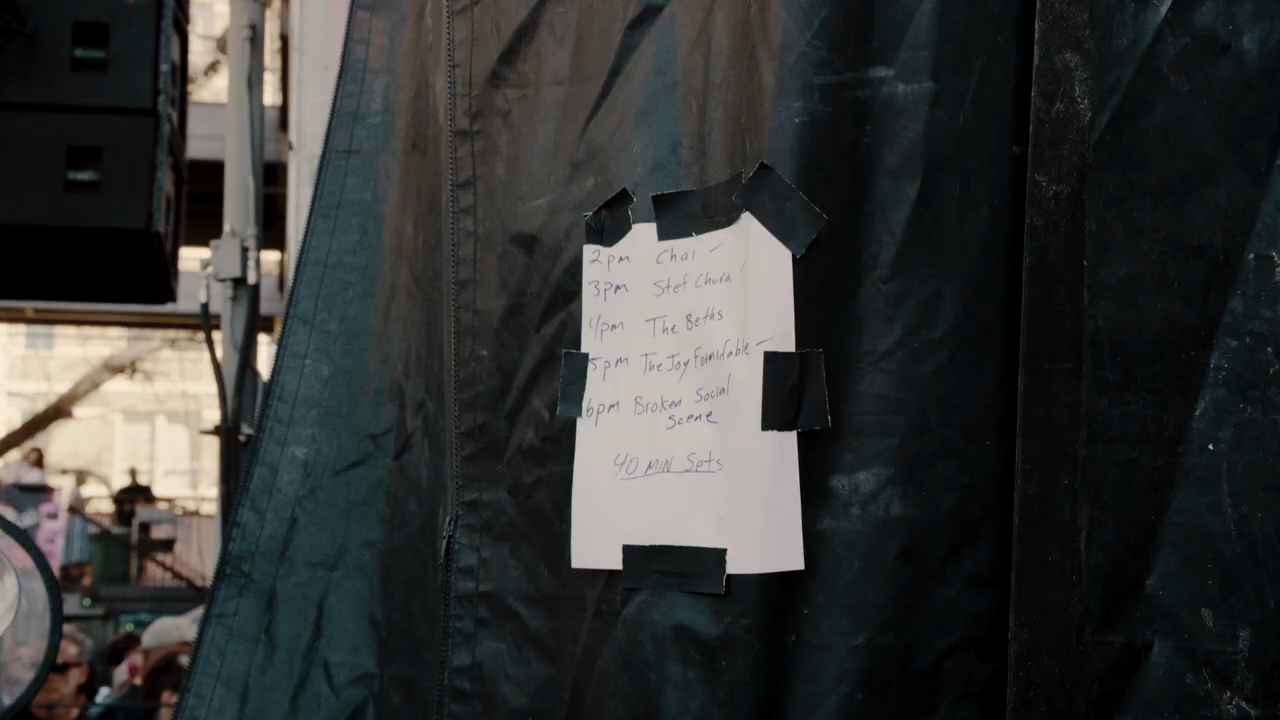 2pm Chai
3pm Stef Chura
4pm The Beths
5pm The Joy Formidable
6pm Broken Social
Scene
40 MIN Sets